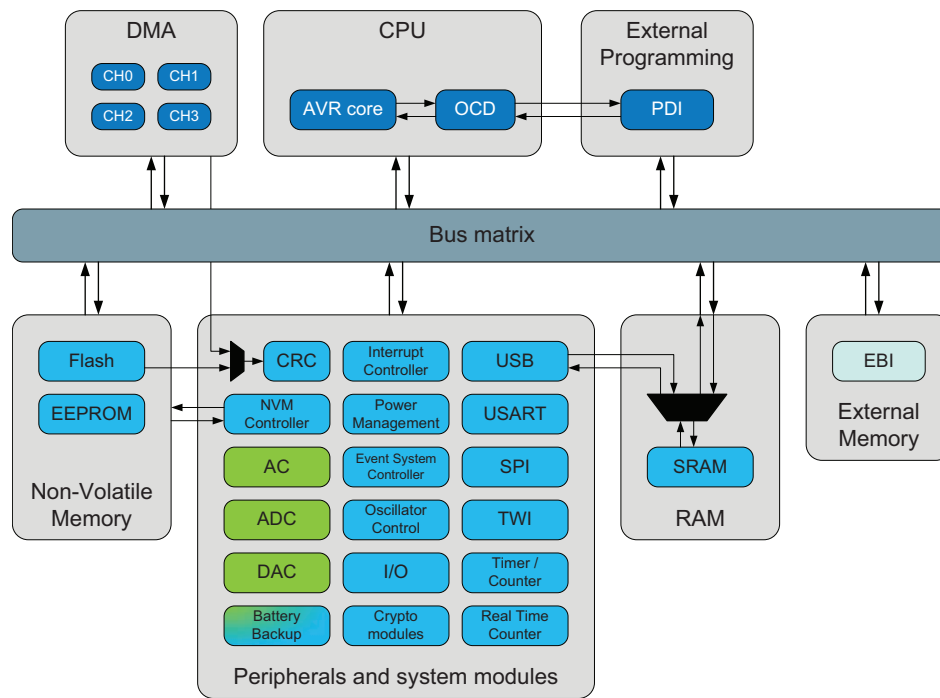 DMA
CH0
CH1
CH2
CH3
CPU
AVR core
OCD
External
Programming
PDI
Bus matrix
Flash
EEPROM
Non-Volatile
Memory
CRC
Interrupt
Controller
USB
NVM
Controller
Power
Management
USART
AC
Event System
Controller
SPI
ADC
Oscillator
Control
TWI
DAC
I/O
Timer /
Counter
Battery
Backup
Crypto
modules
Real Time
Counter
Peripherals and system modules
SRAM
RAM
EBI
External
Memory